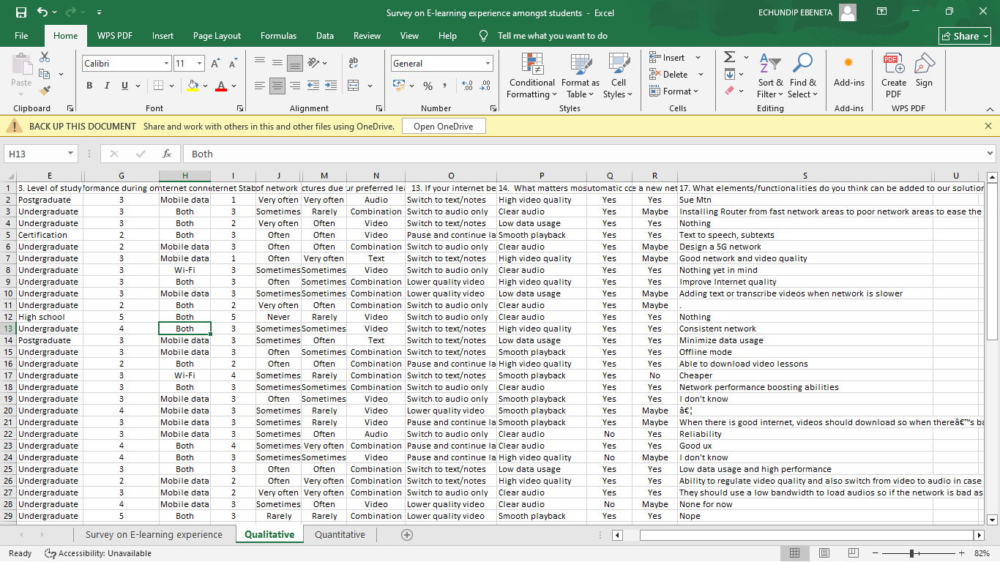 Survey on E-learning experience amongst students - Excel
ECHUNDIP EBENETA
File Home WPS PDF Insert Page Layout Formulas Data Review View Help Tell me what you want to do Share
Calibri 11 General
Paste B I U Conditional Formatting Format as Table Cell Styles Insert Delete Format Sort & Filter Find & Select Add-ins Create PDF Sign
Clipboard Font Alignment Number Styles Cells Editing Add-ins WPS PDF
BACK UP THIS DOCUMENT Share and work with others in this and other files using OneDrive. Open OneDrive
H13 fx Both
E G H I J M N O P Q R S U
1 3. Level of study formance during on internet conne ternet Stab of network ctures due ur preferred lea 13. If your internet be 14. What matters mos automatic cc e a new net 17. What elements/functionalities do you think can be added to our solution
2 Postgraduate 3 Mobile data 1 Very often Very often Audio Switch to text/notes High video quality Yes Yes Sue Mtn
3 Undergraduate 3 Both 3 Sometimes Rarely Combination Switch to audio only Clear audio Yes Maybe Installing Router from fast network areas to poor network areas to ease the
4 Undergraduate 3 Both 2 Very often Often Video Switch to text/notes Low data usage Yes Yes Nothing
5 Certification 2 Both 3 Often Often Video Pause and continue la Smooth playback Yes Yes Text to speech, subtexts
6 Undergraduate 2 Mobile data 3 Often Often Combination Switch to audio only Clear audio Yes Maybe Design a 5G network
7 Undergraduate 3 Mobile data 1 Often Very often Text Switch to text/notes High video quality Yes Maybe Good network and video quality
8 Undergraduate 3 Wi-Fi 3 Sometimes Sometimes Video Switch to audio only Clear audio Yes Maybe Nothing yet in mind
9 Undergraduate 3 Both 3 Often Sometimes Combination Lower quality video High video quality Yes Yes Improve Internet quality
10 Undergraduate 3 Mobile data 3 Sometimes Sometimes Combination Lower quality video Low data usage Yes Maybe Adding text or transcribe videos when network is slower
11 Undergraduate 2 Both 2 Very often Often Combination Switch to audio only Clear audio Yes Maybe .
12 High school 5 Both 5 Never Rarely Video Switch to audio only Clear audio Yes Yes Nothing
13 Undergraduate 4 Both 3 Sometimes Sometimes Video Switch to text/notes High video quality Yes Yes Consistent network
14 Postgraduate 3 Mobile data 3 Sometimes Often Text Switch to text/notes Low data usage Yes Yes Minimize data usage
15 Undergraduate 3 Mobile data 3 Often Sometimes Combination Switch to text/notes Smooth playback Yes Yes Offline mode
16 Undergraduate 2 Both 2 Often Often Combination Pause and continue la High video quality Yes Yes Able to download video lessons
17 Undergraduate 3 Wi-Fi 4 Sometimes Rarely Combination Switch to audio only Smooth playback Yes No Cheaper
18 Undergraduate 3 Both 3 Sometimes Sometimes Combination Switch to audio only Clear audio Yes Yes Network performance boosting abilities
19 Undergraduate 3 Mobile data 3 Often Sometimes Video Switch to audio only Smooth playback Yes Yes I don't know
20 Undergraduate 4 Mobile data 3 Sometimes Rarely Video Lower quality video Smooth playback Yes Maybe â€¦
21 Undergraduate 3 Mobile data 3 Sometimes Rarely Video Pause and continue la Smooth playback Yes Maybe When there is good internet, videos should download so when thereâ€™s ba
22 Undergraduate 3 Mobile data 3 Sometimes Often Audio Switch to audio only Clear audio No Yes Reliability
23 Undergraduate 4 Both 4 Sometimes Very often Combination Pause and continue la Clear audio Yes Yes Good ux
24 Undergraduate 4 Both 3 Sometimes Sometimes Video Pause and continue la High video quality No Maybe I don't know
25 Undergraduate 3 Both 3 Often Often Combination Switch to text/notes Low data usage Yes Yes Low data usage and high performance
26 Undergraduate 2 Mobile data 2 Often Very often Combination Switch to text/notes High video quality Yes Yes Ability to regulate video quality and also switch from video to audio in case
27 Undergraduate 3 Mobile data 2 Very often Very often Combination Switch to audio only Clear audio Yes Yes They should use a low bandwidth to load audios so if the network is bad as
28 Undergraduate 4 Mobile data 3 Sometimes Often Video Lower quality video Clear audio No Maybe None for now
29 Undergraduate 5 Both 3 Rarely Rarely Combination Lower quality video Smooth playback Yes Yes Nope
Survey on E-learning experience Qualitative Quantitative
Ready Accessibility: Unavailable 82%